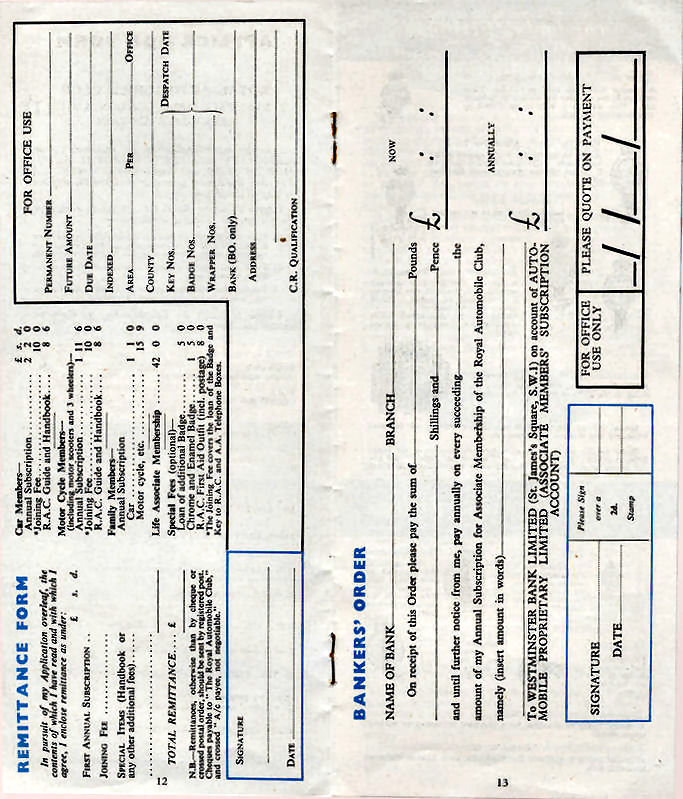 REMITTANCE FORM
In pursuit of my Application overleaf, the
contents of which I have read and with which I
agree, I enclose remittance as under:
£ s. d.
FIRST ANNUAL SUBSCRIPTION ..
JOINING FEE
SPECIAL ITEMS (Handbook or
any other additional fees)
TOTAL REMITTANCE.... £
N.B.—Remittances, otherwise than by cheque or
crossed postal order, should be sent by registered post.
Cheques payable to "The Royal Automobile Club,"
and crossed "A/c payee, not negotiable."
SIGNATURE
DATE
12
Car Members— £ s. d.
Annual Subscription 2 2 0
*Joining Fee 10 0
R.A.C. Guide and Handbook 8 6
Motor Cycle Members—
(including motor scooters and 3 wheelers)—
Annual Subscription 1 11 6
*Joining Fee 10 0
R.A.C. Guide and Handbook 8 6
Family Members—
Annual Subscription
Car 1 1 0
Motor cycle, etc. 15 9
Life Associate Membership 42 0 0
Special Fees (optional)—
Loan of additional Badge 5 0
Chrome and Enamel Badge 1 5 0
R.A.C. First Aid Outfit (incl. postage) 8 0
*The Joining Fee covers the loan of the Badge and
Key to R.A.C. and A.A. Telephone Boxes.
FOR OFFICE USE
PERMANENT NUMBER
FUTURE AMOUNT
DUE DATE
INDEXED
AREA PER OFFICE
COUNTY
KEY NOS. DESPATCH DATE
BADGE NOS.
WRAPPER NOS.
BANK (BO. only)
ADDRESS
C.R. QUALIFICATION
BANKERS' ORDER
NAME OF BANK BRANCH
On receipt of this Order please pay the sum of Pounds NOW
Shillings and Pence £ : :
and until further notice from me, pay annually on every succeeding the
amount of my Annual Subscription for Associate Membership of the Royal Automobile Club, ANNUALLY
namely (insert amount in words) £ : :
To WESTMINSTER BANK LIMITED (St. James's Square, S.W.1) on account of AUTO-
MOBILE PROPRIETARY LIMITED (ASSOCIATE MEMBERS' SUBSCRIPTION
ACCOUNT)
SIGNATURE
DATE
Please Sign
over a
2d.
Stamp
FOR OFFICE
USE ONLY
PLEASE QUOTE ON PAYMENT
/ / /
13